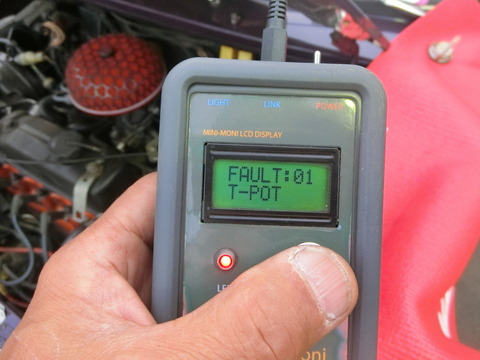 LIGHT LINK POWER
MINI-MONI LCD DISPLAY
FAULT:01
T-POT